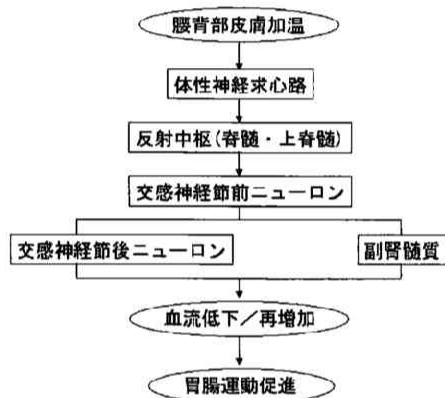 腰背部皮膚加温
体性神経求心路
反射中枢(脊髄・上脊髄)
交感神経節前ニューロン
交感神経節後ニューロン
副腎髄質
血流低下／再増加
胃腸運動促進